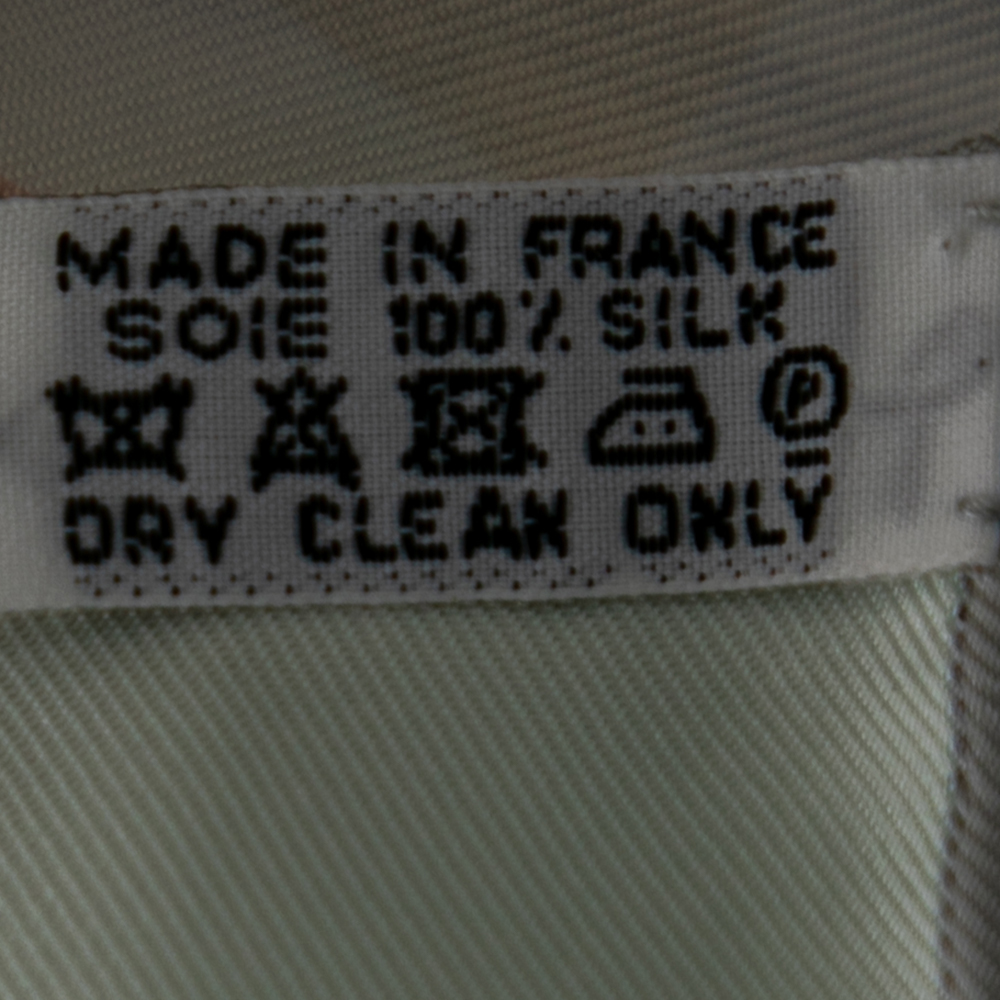 MADE IN FRANCE
SOIE 100% SILK
P
DRY CLEAN ONLY